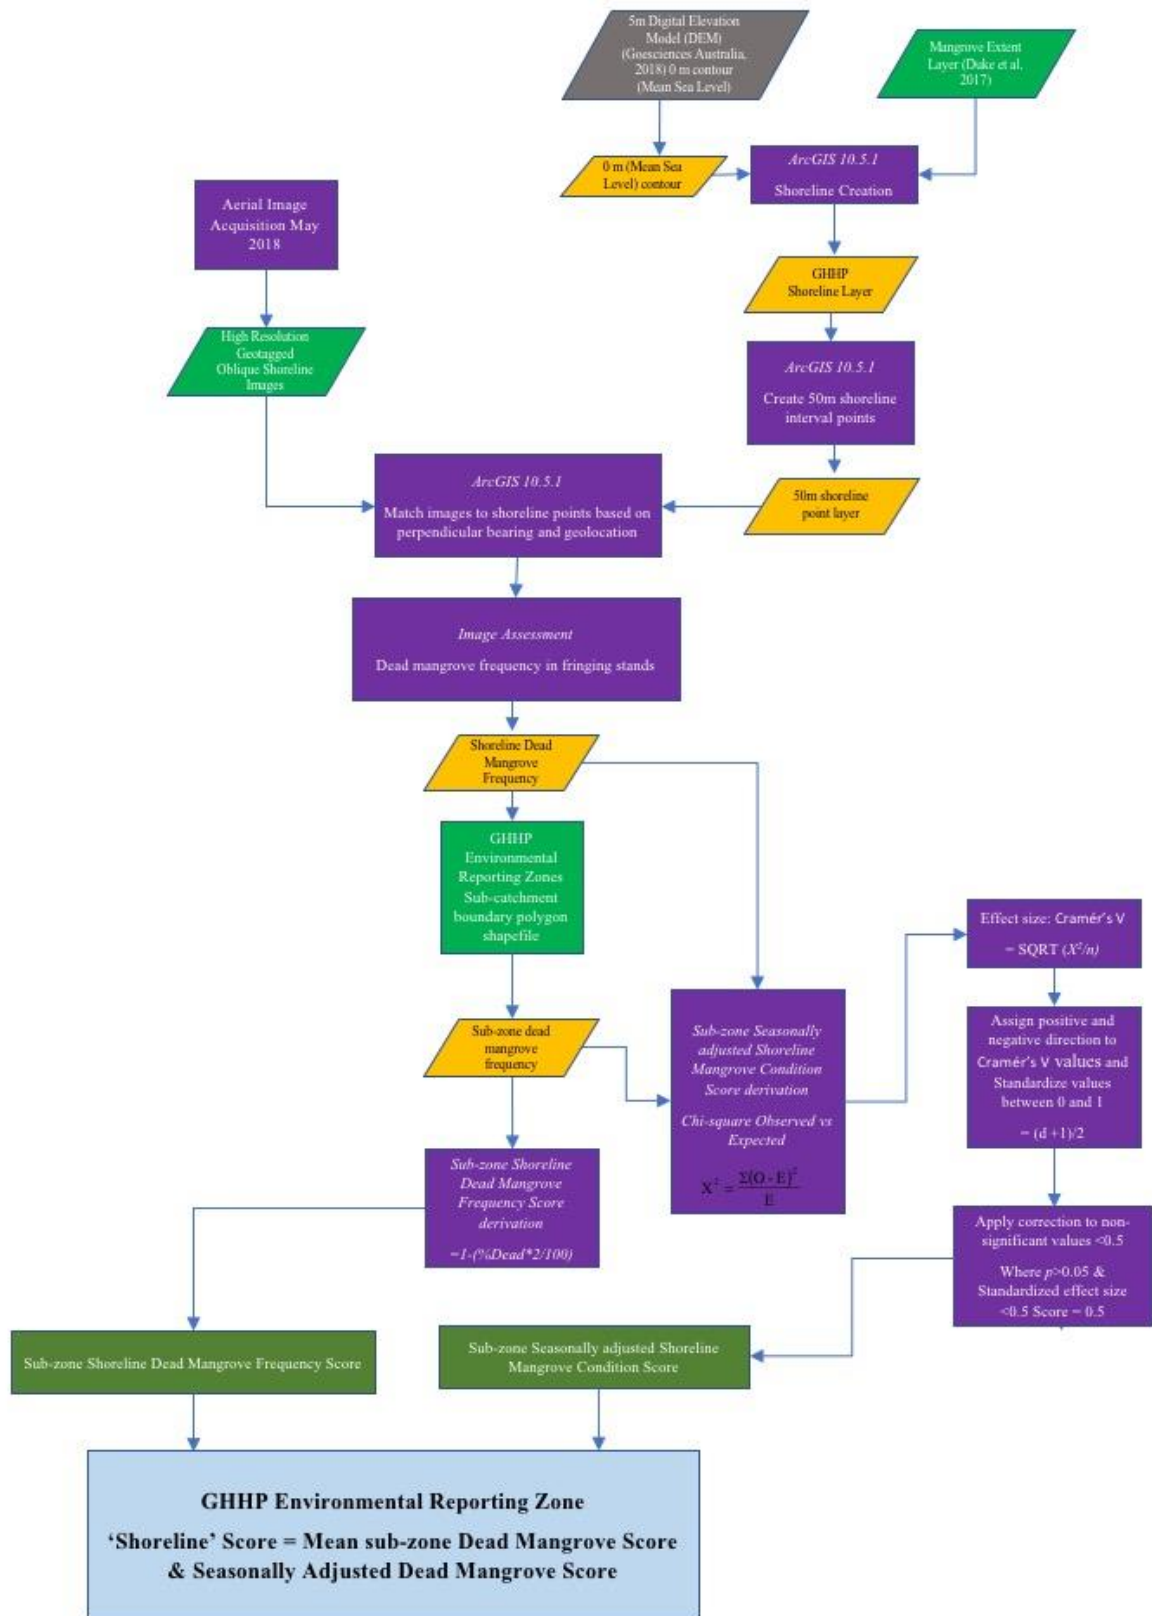 5m Digital Elevation
Model (DEM)
(Goesciences Australia,
2018) 0 m contour
(Mean Sea Level)
Mangrove Extent
Layer (Duke et al,
2017)
0 m (Mean Sea
Level) contour
ArcGIS 10.5.1
Shoreline Creation
Aerial Image
Acquisition May
2018
GHHP
Shoreline Layer
High Resolution
Geotagged
Oblique Shoreline
Images
ArcGIS 10.5.1
Create 50m shoreline
interval points
ArcGIS 10.5.1
Match images to shoreline points based on
perpendicular bearing and geolocation
50m shoreline
point layer
Image Assessment
Dead mangrove frequency in fringing stands
Shoreline Dead
Mangrove
Frequency
GHHP
Environmental
Reporting Zones
Sub-catchment
boundary polygon
shapefile
Effect size: Cramér's V
= SQRT (X²/n)
Sub-zone dead
mangrove
frequency
Sub-zone Seasonally
adjusted Shoreline
Mangrove Condition
Score derivation
Chi-square Observed vs
Expected
X² = Σ(O - E)²
E
Assign positive and
negative direction to
Cramér's V values and
Standardize values
between 0 and 1
= (d +1)/2
Sub-zone Shoreline
Dead Mangrove
Frequency Score
derivation
=1-(%Dead*2/100)
Apply correction to non-
significant values <0.5
Where p>0.05 &
Standardized effect size
<0.5 Score = 0.5
Sub-zone Shoreline Dead Mangrove Frequency Score
Sub-zone Seasonally adjusted Shoreline
Mangrove Condition Score
GHHP Environmental Reporting Zone
‘Shoreline’ Score = Mean sub-zone Dead Mangrove Score
& Seasonally Adjusted Dead Mangrove Score